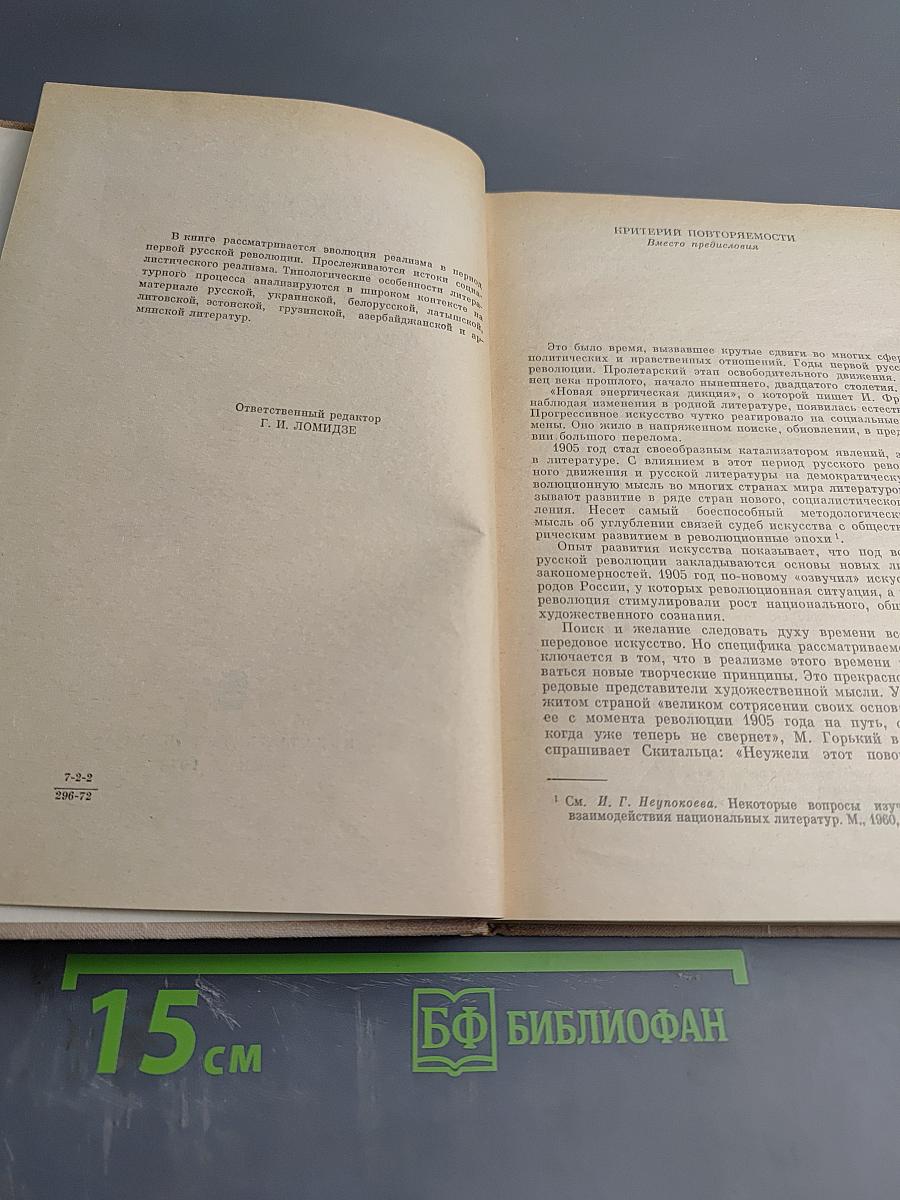 В книге рассматривается эволюция реализма в период
первой русской революции. Прослеживаются истоки социа-
листического реализма. Типологические особенности литера-
турного процесса анализируются в широком контексте на
материале русской, украинской, белорусской, латышской,
литовской, эстонской, грузинской, азербайджанской и ар-
мянской литератур.
Ответственный редактор
Г. И. ЛОМИДЗЕ
7-2-2
296-72
КРИТЕРИЙ ПОВТОРЯЕМОСТИ
Вместо предисловия
Это было время, вызвавшее крутые сдвиги во многих сфер
политических и нравственных отношений. Годы первой русс
революции. Пролетарский этап освободительного движения.
нец века прошлого, начало нынешнего, двадцатого столетия,
«Новая энергическая дикция», о которой пишет И. Фр
наблюдая изменения в родной литературе, появилась естеств
Прогрессивное искусство чутко реагировало на социальные
мены. Оно жило в напряженном поиске, обновлении, в пред
вии большого перелома.
1905 год стал своеобразным катализатором явлений, а
в литературе. С влиянием в этот период русского рево
ного движения и русской литературы на демократическу
волюционную мысль во многих странах мира литературо
зывают развитие в ряде стран нового, социалистическо
ления. Несет самый боеспособный методологически
мысль об углублении связей судеб искусства с обществ
рическим развитием в революционные эпохи 1.
Опыт развития искусства показывает, что под во
русской революции закладываются основы новых ли
закономерностей. 1905 год по-новому «озвучил» искус
родов России, у которых революционная ситуация, а
революция стимулировали рост национального, общ
художественного сознания.
Поиск и желание следовать духу времени все
передовое искусство. Но специфика рассматриваемо
ключается в том, что в реализме этого времени
ваться новые творческие принципы. Это прекрасно
редовые представители художественной мысли. У
житом страной «великом сотрясении своих основ
ее с момента революции 1905 года на путь, с
когда уже теперь не свернет», М. Горький в
спрашивает Скитальца: «Неужели этот пово
1 См. И. Г. Неупокоева. Некоторые вопросы изуч
взаимодействия национальных литератур. М., 1960,
15 см
БФ БИБЛИОФАН